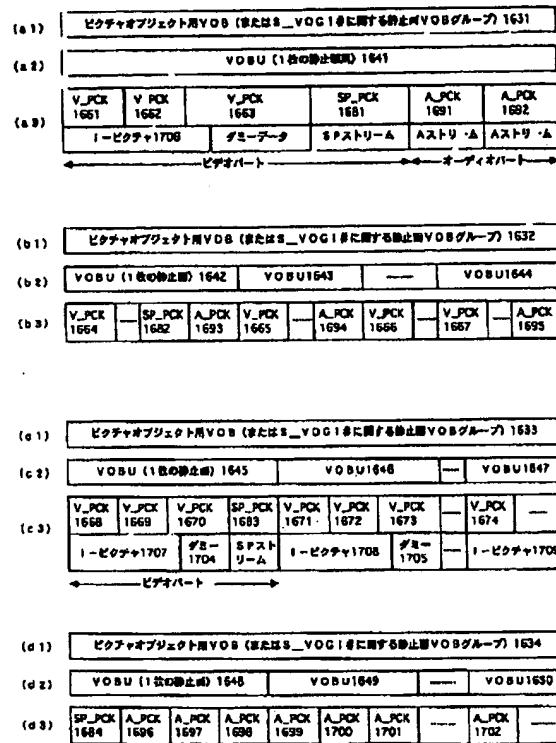 (a1) ピクチャオブジェクト用VOB (またはS__VOGI#に関する静止画VOBグループ) 1631
(a2) VOBU (1枚の静止画用) 1641
(a3)
V_PCK 1661 V_PCK 1662 V_PCK 1663 SP_PCK 1681 A_PCK 1691 A_PCK 1692
I-ピクチャ1706 ダミーデータ SPストリーム Aストリーム Aストリーム
ビデオパート オーディオパート
(b1) ピクチャオブジェクト用VOB (またはS__VOGI#に関する静止画VOBグループ) 1632
(b2) VOBU (1枚の静止画) 1642 VOBU1643 VOBU1644
(b3) V_PCK 1664 SP_PCK 1682 A_PCK 1693 V_PCK 1665 A_PCK 1694 V_PCK 1666 V_PCK 1667 A_PCK 1695
ピクチャオブジェクト用VOB (またはS__VOGI#に関する静止画VOBグループ) 1633
(c2) VOBU (1枚の静止画) 1645 VOBU1646 VOBU1647
(c3)
V_PCK 1668 V_PCK 1669 V_PCK 1670 SP_PCK 1683 V_PCK 1671 V_PCK 1672 V_PCK 1673 V_PCK 1674
I-ピクチャ1707 ダミー 1704 SPストリーム I-ピクチャ1708 ダミー 1705 I-ピクチャ1709
ビデオパート
(d1) ピクチャオブジェクト用VOB (またはS__VOGI#に関する静止画VOBグループ) 1634
(d2) VOBU (1枚の静止画) 1648 VOBU1649 VOBU1650
(d3) SP_PCK 1684 A_PCK 1696 A_PCK 1697 A_PCK 1698 A_PCK 1699 A_PCK 1700 A_PCK 1701 A_PCK 1702